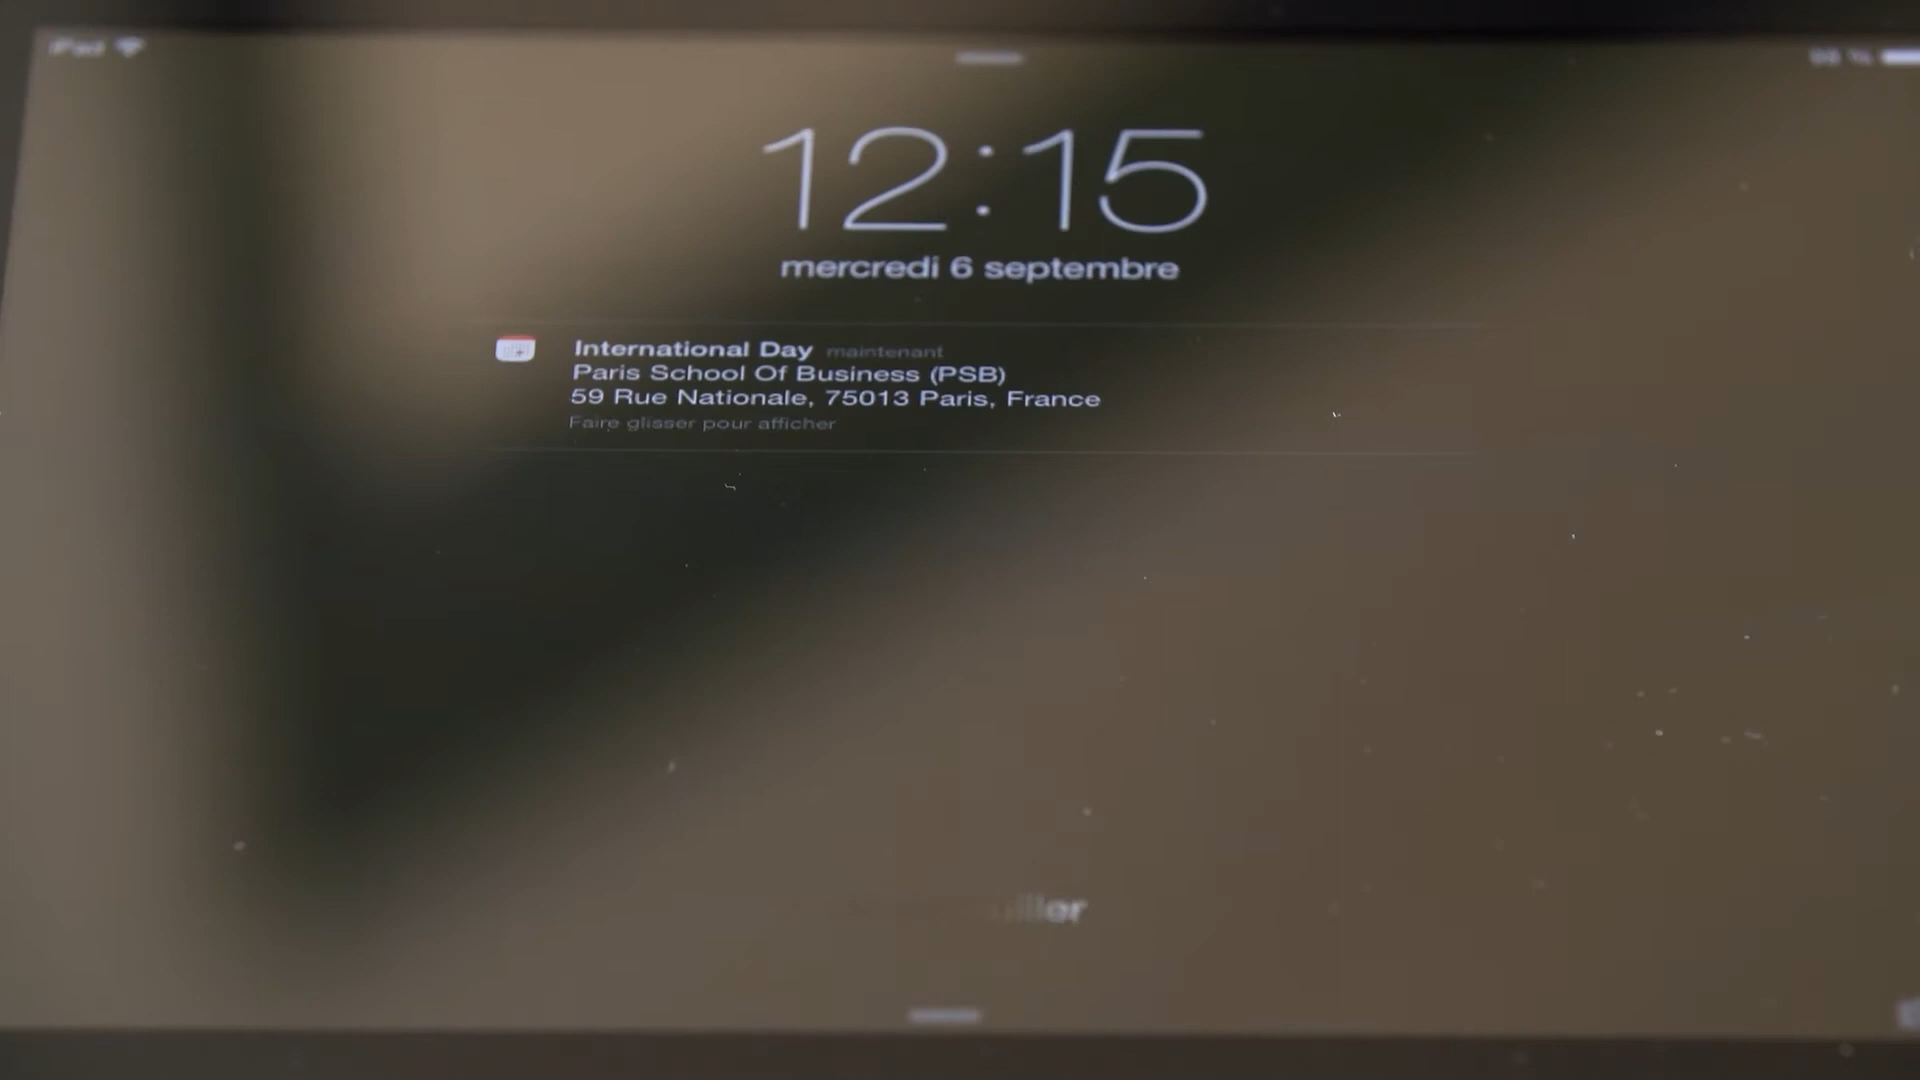 iPad
12:15
mercredi 6 septembre
International Day maintenant
Paris School Of Business (PSB)
59 Rue Nationale, 75013 Paris, France
Faire glisser pour afficher